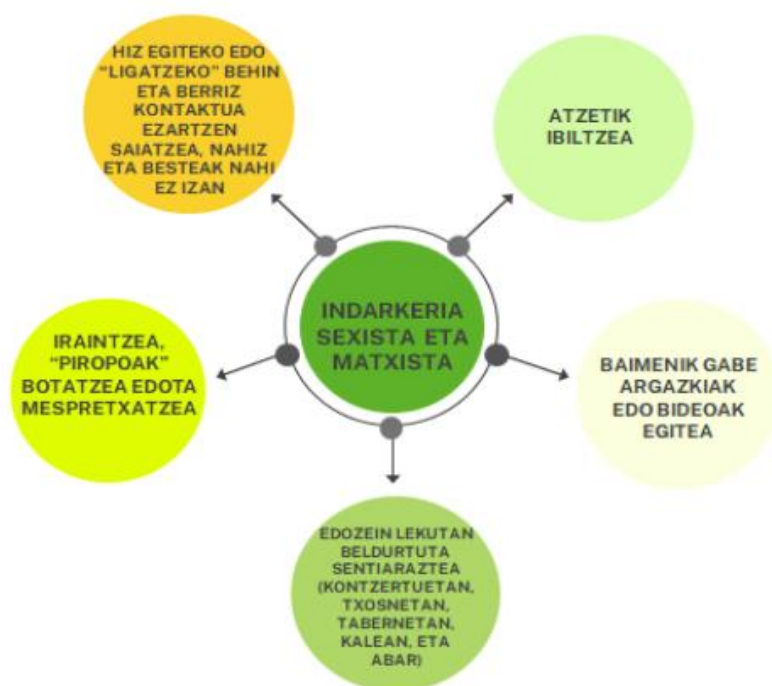 HIZ EGITEKO EDO
“LIGATZEKO” BEHIN
ETA BERRIZ
KONTAKTUA
EZARTZEN
SAIATZEA, NAHIZ
ETA BESTEAK NAHI
EZ IZAN
ATZETIK
IBILTZEA
INDARKERIA
SEXISTA ETA
MATXISTA
IRAINTZEA,
“PIROPOAK”
BOTATZEA EDOTA
MESPRETXATZEA
BAIMENIK GABE
ARGAZKIAK
EDO BIDEOAK
EGITEA
EDOZEIN LEKUTAN
BELDURTUTA
SENTIARAZTEA
(KONTZERTUETAN,
TXOSNETAN,
TABERNETAN,
KALEAN, ETA
ABAR)